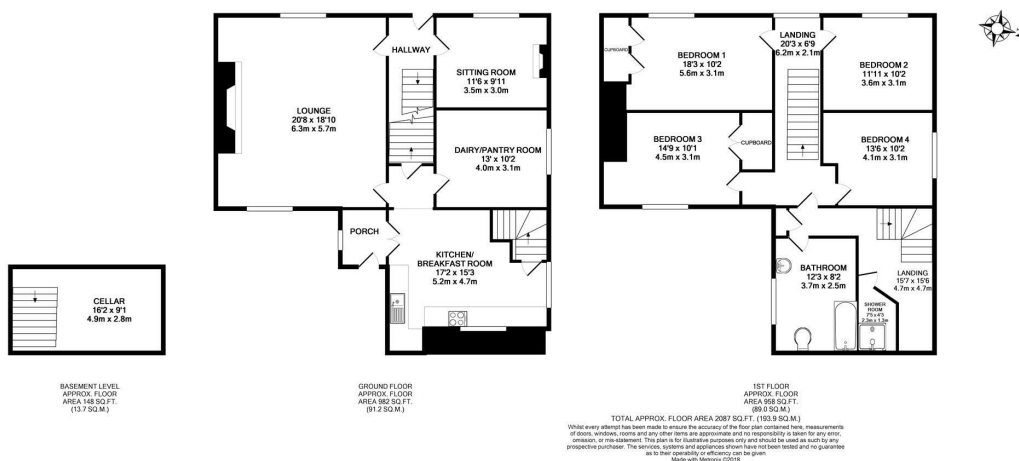 CELLAR
16'2 x 9'1
4.9m x 2.8m
BASEMENT LEVEL
APPROX. FLOOR
AREA 148 SQ.FT.
(13.7 SQ.M.)
LOUNGE
20'8 x 18'10
6.3m x 5.7m
HALLWAY
SITTING ROOM
11'6 x 9'11
3.5m x 3.0m
DAIRY/PANTRY ROOM
13' x 10'2
4.0m x 3.1m
PORCH
KITCHEN/
BREAKFAST ROOM
17'2 x 15'3
5.2m x 4.7m
GROUND FLOOR
APPROX. FLOOR
AREA 982 SQ.FT.
(91.2 SQ.M.)
CUPBOARD
BEDROOM 1
18'3 x 10'2
5.6m x 3.1m
LANDING
20'3 x 6'9
6.2m x 2.1m
BEDROOM 2
11'11 x 10'2
3.6m x 3.1m
BEDROOM 3
14'9 x 10'1
4.5m x 3.1m
CUPBOARD
BEDROOM 4
13'6 x 10'2
4.1m x 3.1m
BATHROOM
12'3 x 8'2
3.7m x 2.5m
LANDING
15'7 x 15'6
4.7m x 4.7m
SHOWER
ROOM
7'5 x 4'3
2.3m x 1.3m
1ST FLOOR
APPROX. FLOOR
AREA 958 SQ.FT.
(89.0 SQ.M.)
TOTAL APPROX. FLOOR AREA 2087 SQ.FT. (193.9 SQ.M.)
Whilst every attempt has been made to ensure the accuracy of the floor plan contained here, measurements
of doors, windows, rooms and any other items are approximate and no responsibility is taken for any error,
omission, or mis-statement. This plan is for illustrative purposes only and should be used as such by any
prospective purchaser. The services, systems and appliances shown have not been tested and no guarantee
as to their operability or efficiency can be given
Made with Metropix ©2018